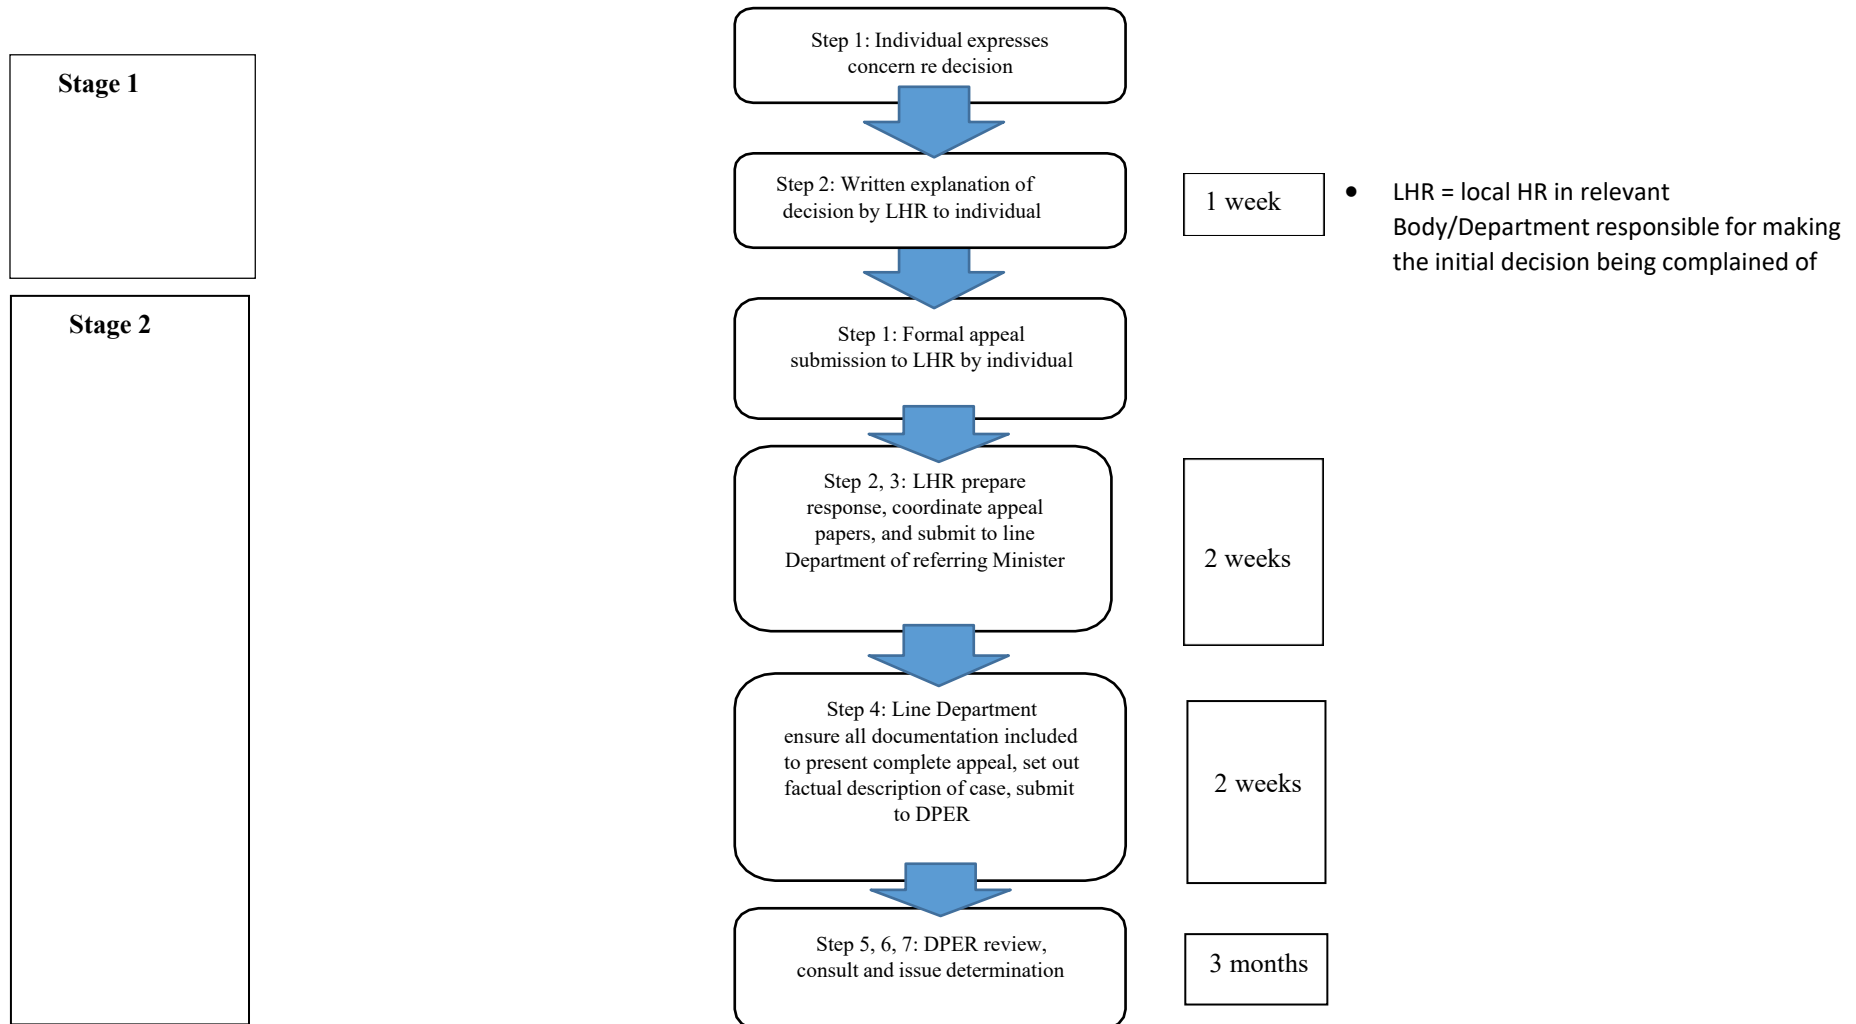 Stage 1
Step 1: Individual expresses
concern re decision
Step 2: Written explanation of
decision by LHR to individual
1 week
• LHR = local HR in relevant
Body/Department responsible for making
the initial decision being complained of
Stage 2
Step 1: Formal appeal
submission to LHR by individual
Step 2, 3: LHR prepare
response, coordinate appeal
papers, and submit to line
Department of referring Minister
2 weeks
Step 4: Line Department
ensure all documentation included
to present complete appeal, set out
factual description of case, submit
to DPER
2 weeks
Step 5, 6, 7: DPER review,
consult and issue determination
3 months